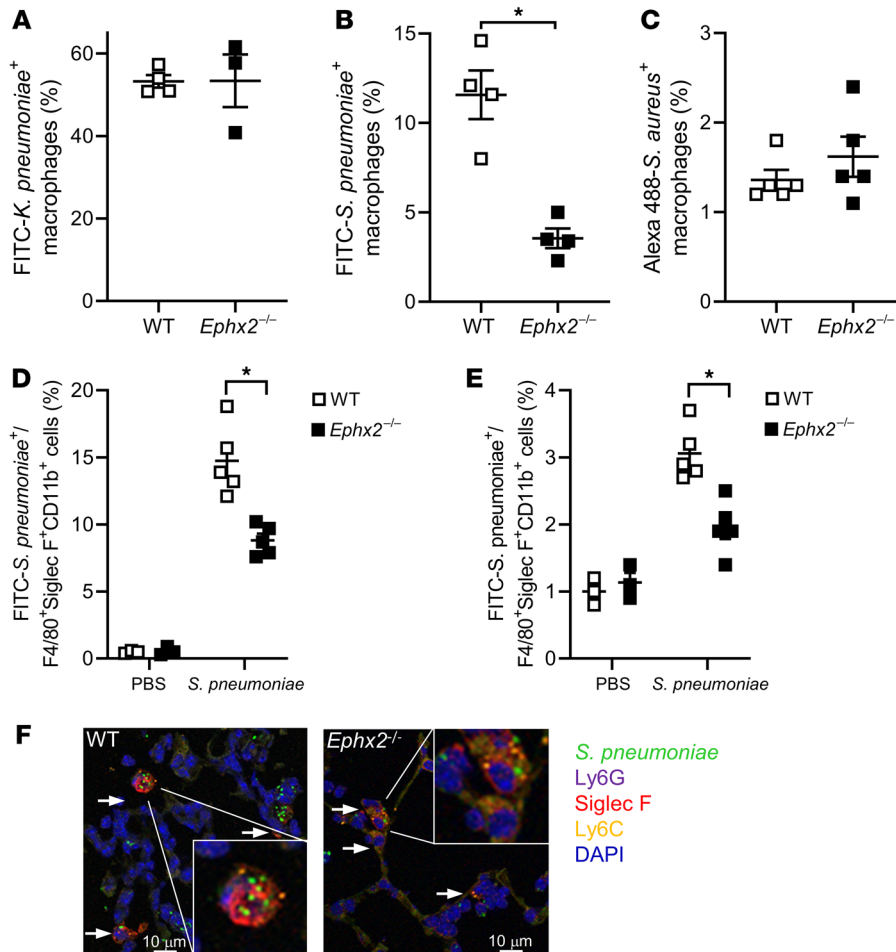 A
FITC-K. pneumoniae⁺
macrophages (%)
60
40
20
0
WT
Ephx2⁻/⁻
B
FITC-S. pneumoniae⁺
macrophages (%)
15
10
5
0
*
WT
Ephx2⁻/⁻
C
Alexa 488-S. aureus⁺
macrophages (%)
3
2
1
0
WT
Ephx2⁻/⁻
D
FITC-S. pneumoniae⁺/
F4/80⁺Siglec F⁺CD11b⁺ cells (%)
20
15
10
5
0
*
WT
Ephx2⁻/⁻
PBS
S. pneumoniae
E
FITC-S. pneumoniae⁺/
F4/80⁺Siglec F⁺CD11b⁺ cells (%)
4
3
2
1
0
*
WT
Ephx2⁻/⁻
PBS
S. pneumoniae
F
WT
10 μm
Ephx2⁻/⁻
10 μm
S. pneumoniae
Ly6G
Siglec F
Ly6C
DAPI